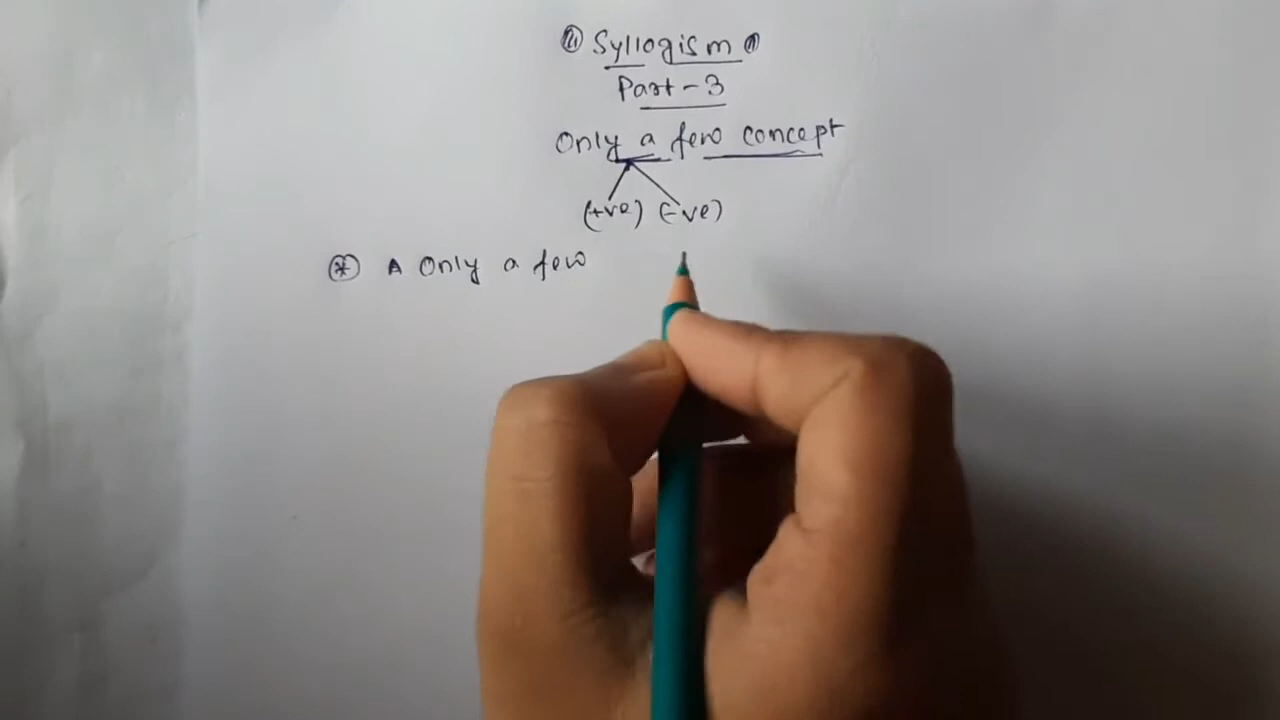 Syllogism
Part-3
Only a few concept
(+ve) (-ve)
* A Only a few